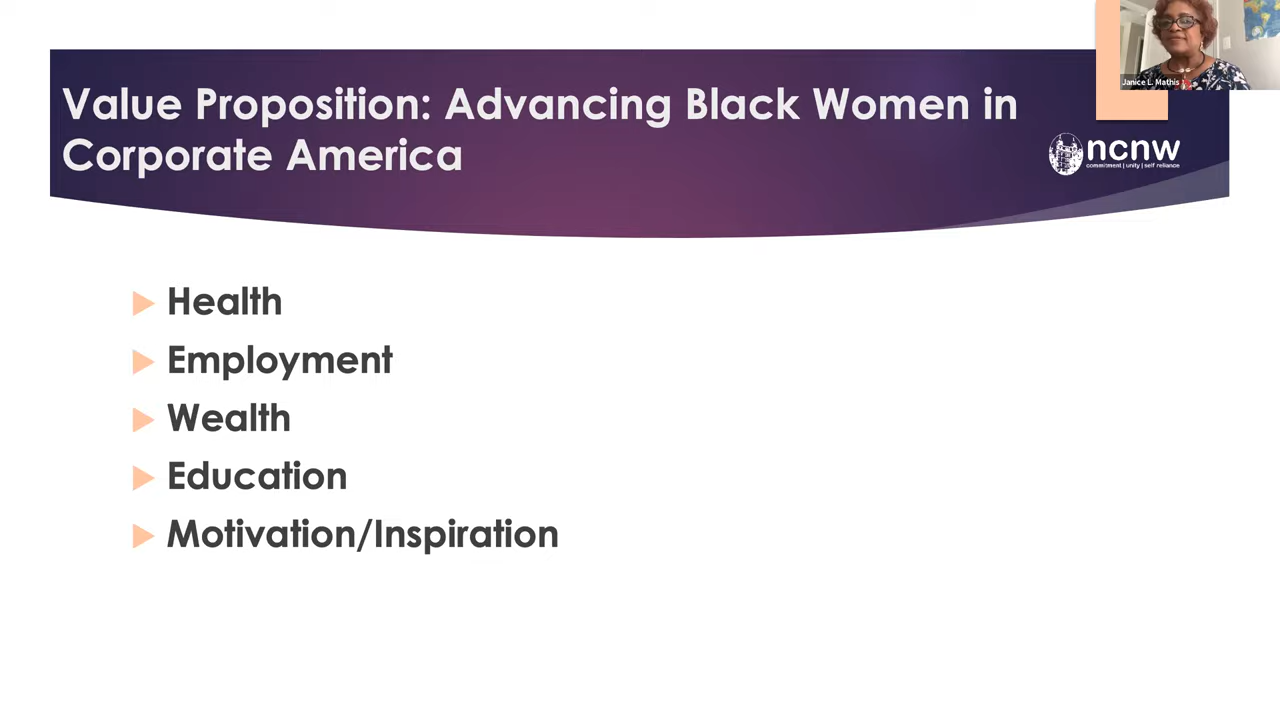 Value Proposition: Advancing Black Women in
Corporate America
Janice L. Mathis
ncnw
commitment | unity | self reliance
Health
Employment
Wealth
Education
Motivation/Inspiration